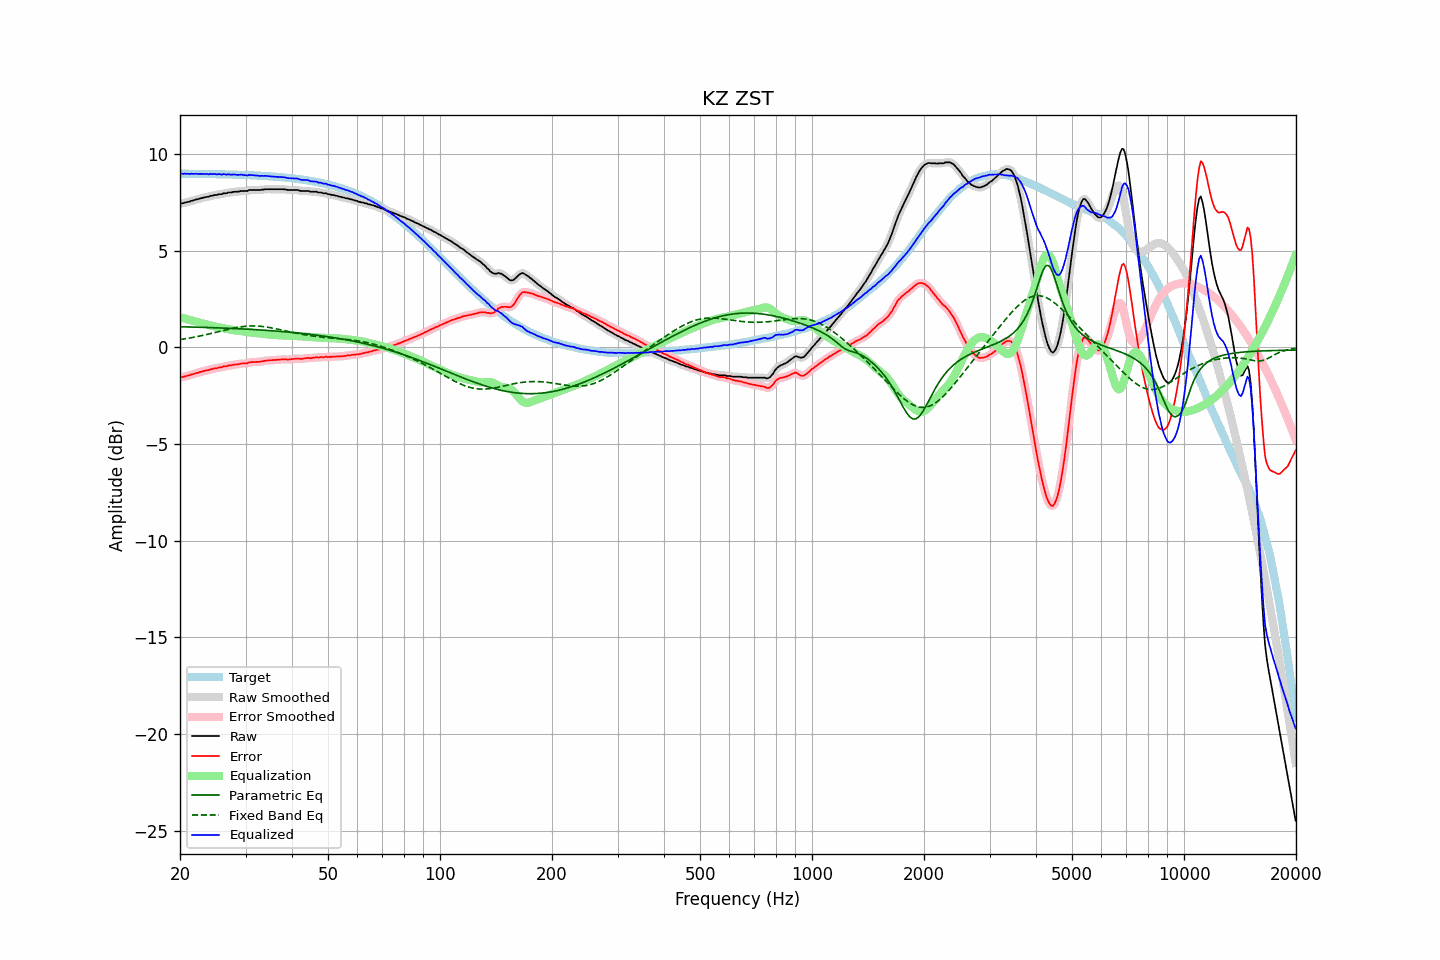 KZ ZST
10
5
0
−5
−10
−15
−20
−25
Amplitude (dBr)
Target
Raw Smoothed
Error Smoothed
Raw
Error
Equalization
Parametric Eq
Fixed Band Eq
Equalized
20 50 100 200 500 1000 2000 5000 10000 20000
Frequency (Hz)